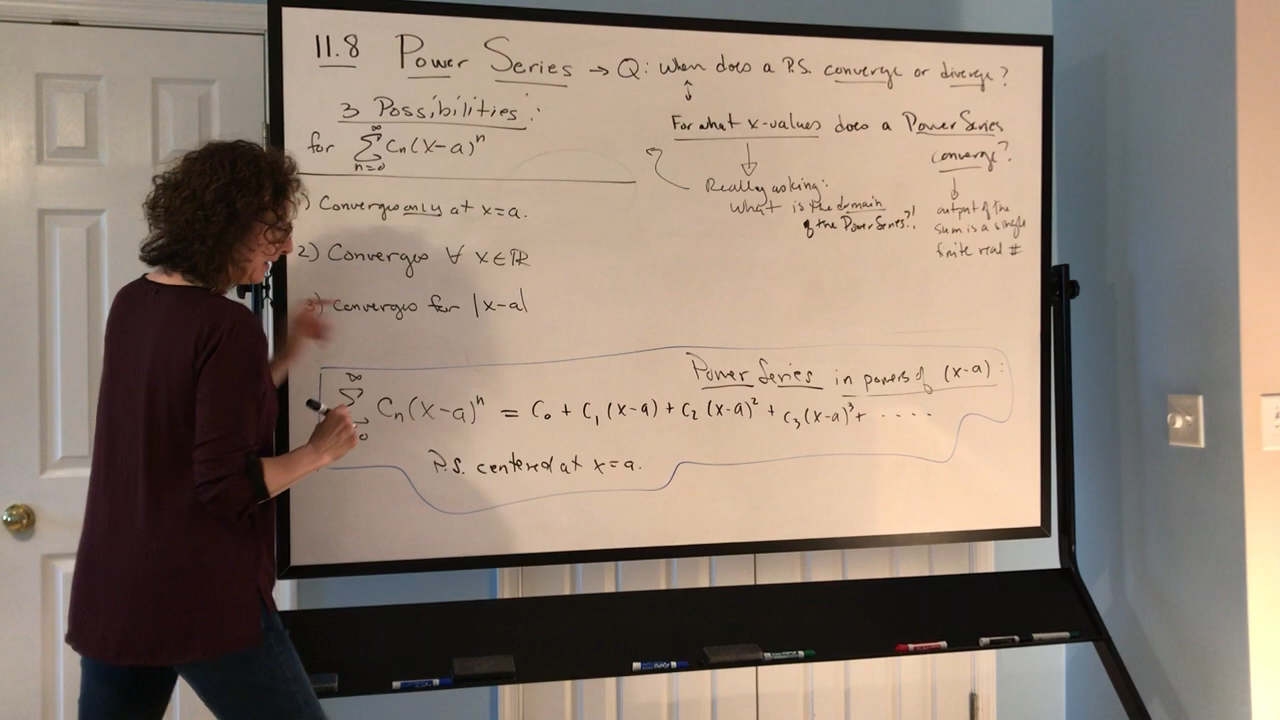 11.8 Power Series → Q: When does a P.S. converge or diverge?
↕
3 Possibilities:
for ∑_{n=0}^{∞} Cn(x-a)^n
For what x-values does a Power Series
converge?
Really asking:
What is the domain
of the Power Series?!
output of the
sum is a single
finite real #
1) Converges only at x=a.
2) Converges ∀ x∈ℝ
3) Converges for |x-a|
Power Series in powers of (x-a):
∑^{∞} Cn(x-a)^n = C0 + C1(x-a) + C2(x-a)^2 + C3(x-a)^3 + ....
P.S. centered at x=a.